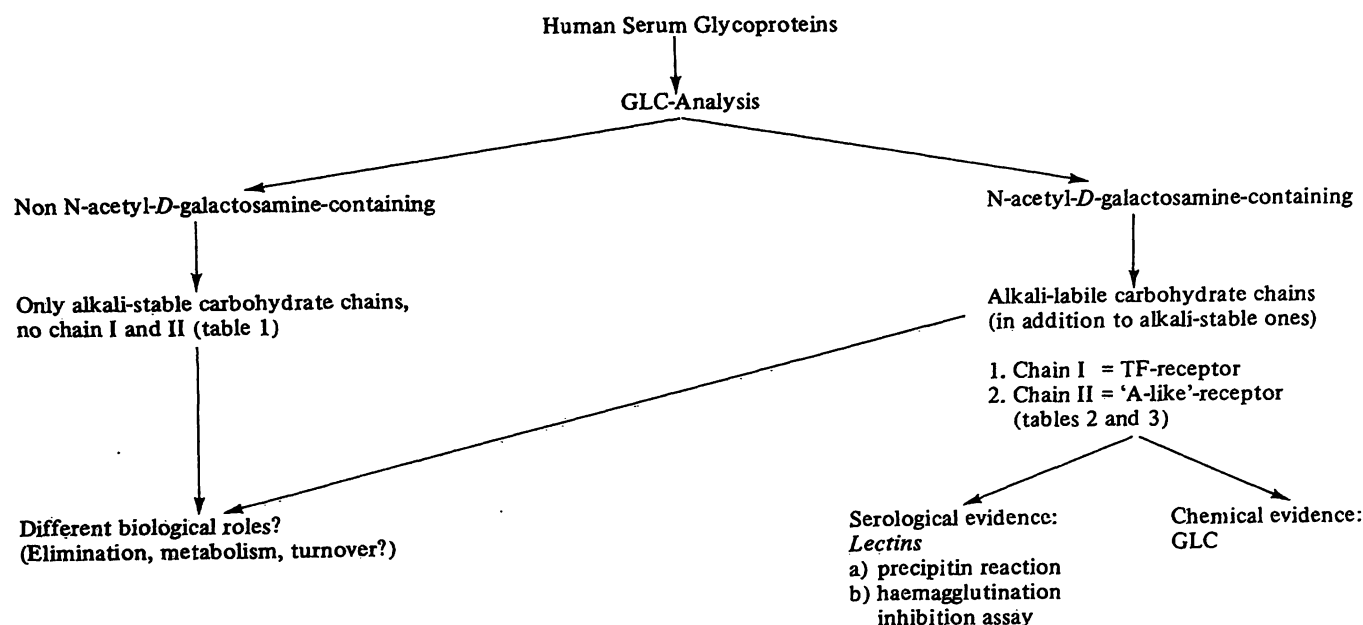 Human Serum Glycoproteins
GLC-Analysis
Non N-acetyl-D-galactosamine-containing
N-acetyl-D-galactosamine-containing
Only alkali-stable carbohydrate chains,
no chain I and II (table 1)
Alkali-labile carbohydrate chains
(in addition to alkali-stable ones)
1. Chain I = TF-receptor
2. Chain II = ‘A-like’-receptor
(tables 2 and 3)
Different biological roles?
(Elimination, metabolism, turnover?)
Serological evidence:
Lectins
a) precipitin reaction
b) haemagglutination
inhibition assay
Chemical evidence:
GLC